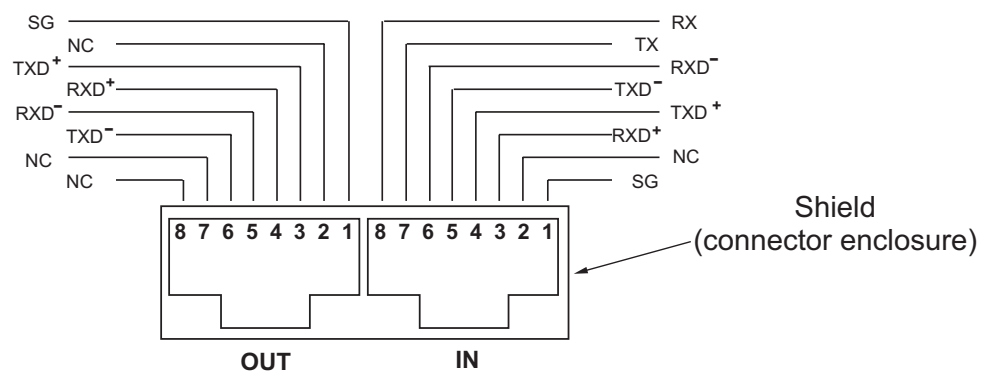 SG
NC
TXD+
RXD+
RXD-
TXD-
NC
NC
RX
TX
RXD-
TXD-
TXD +
RXD+
NC
SG
Shield
(connector enclosure)
8 7 6 5 4 3 2 1
8 7 6 5 4 3 2 1
OUT
IN